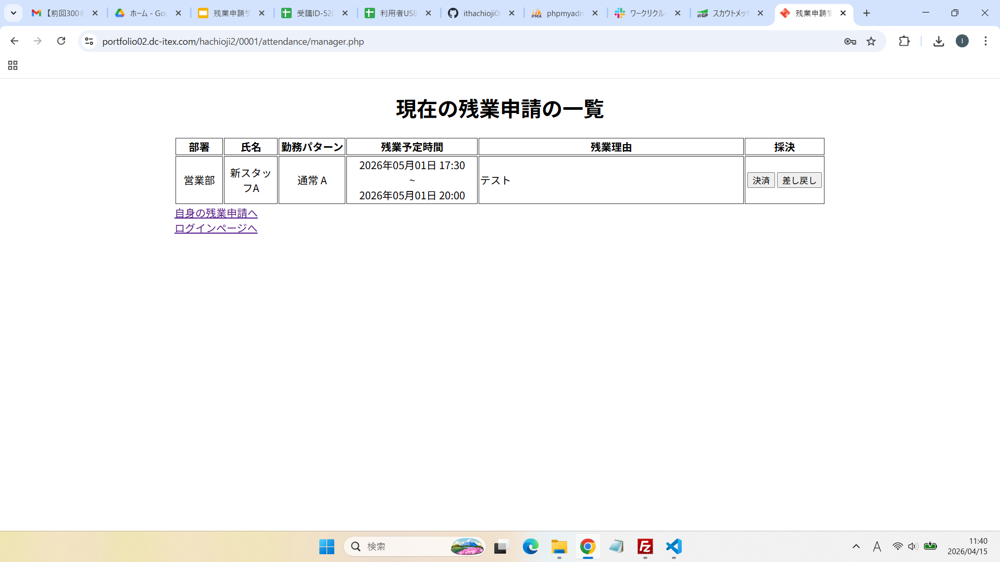 【前回300名
ホーム - Goo
残業申請サ
受講ID-520
利用者USB
ithachioji08
phpmyadm
ワークリクルー
スカウトメッセ
残業申請管
portfolio02.dc-itex.com/hachioji2/0001/attendance/manager.php
I
現在の残業申請の一覧
部署 氏名 勤務パターン 残業予定時間 残業理由 採決
営業部 新スタッフA 通常 A 2026年05月01日 17:30
~
2026年05月01日 20:00 テスト 決済 差し戻し
自身の残業申請へ
ログインページへ
検索
A
11:40
2026/04/15